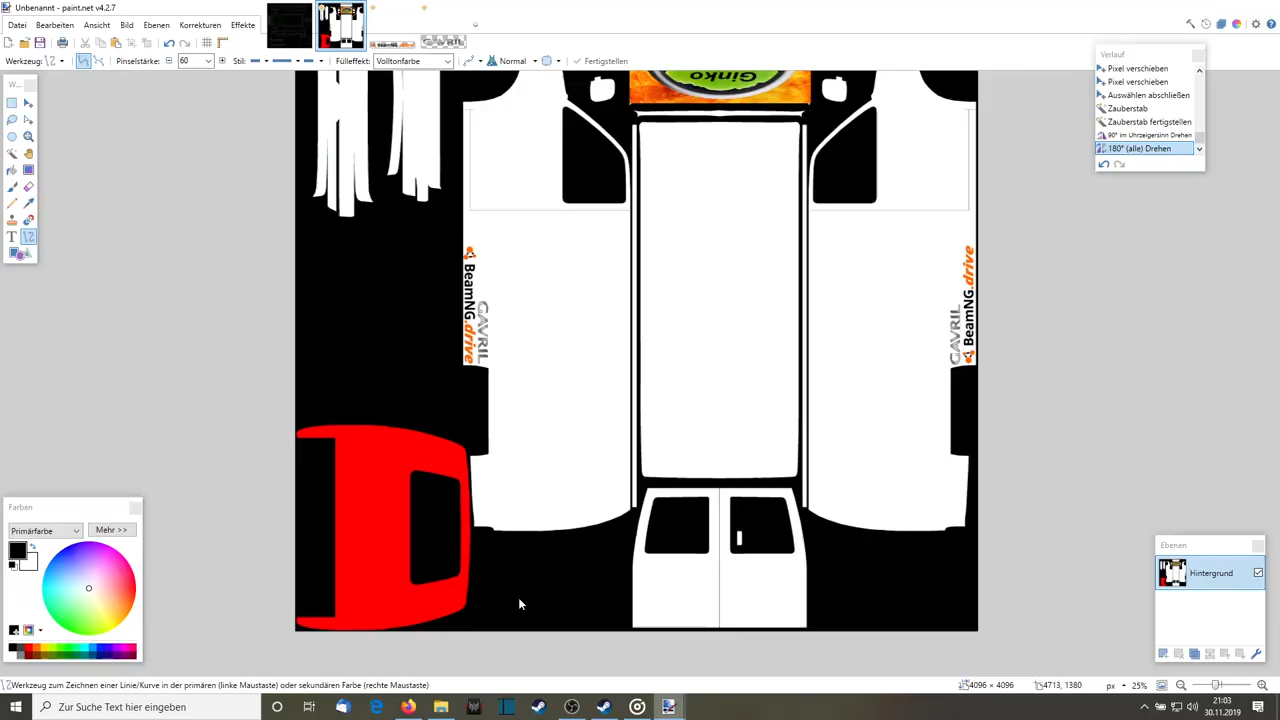 Unbenannt - paint.net 4.2.7
Datei Bearbeiten Ansicht Bild Ebenen Korrekturen Effekte
BeamNG.drive GAVRIL
Werkzeug: Pinselstärke: 60 Stil: Fülleffekt: Volltonfarbe Normal Fertigstellen
Verlauf
Pixel verschieben
Pixel verschieben
Auswählen abschließen
Zauberstab
Zauberstab fertigstellen
90° im Uhrzeigersinn Drehen
180° (alle) Drehen
Ginko
BeamNG.drive
GAVRIL
BeamNG.drive
GAVRIL
Farben
Primärfarbe Mehr >>
Ebenen
Hintergrund
Werkzeug zum Zeichnen einer Linie/Kurve in der primären (linke Maustaste) oder sekundären Farbe (rechte Maustaste)
4096 × 4096 4713, 1380 px 25%
Zur Suche Text hier eingeben
21:03
30.11.2019